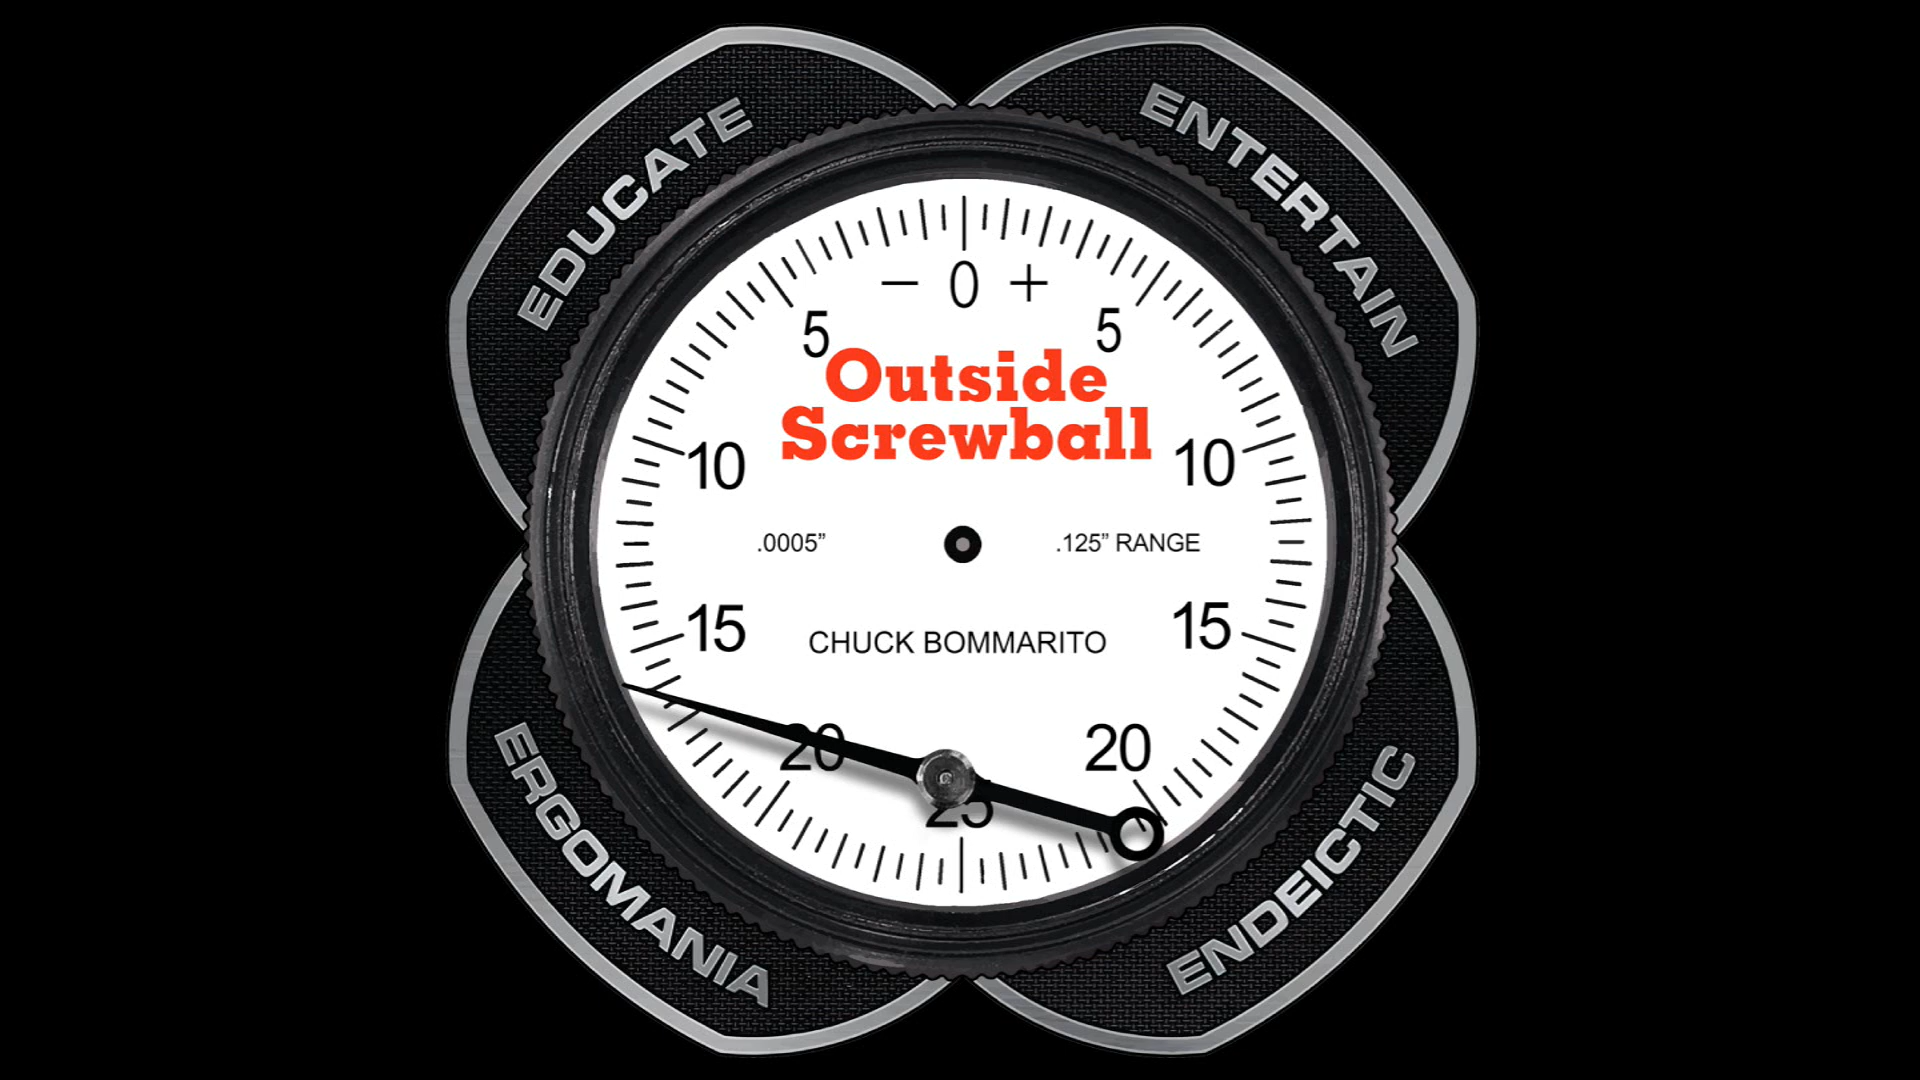 EDUCATE
ENTERTAIN
− 0 +
5 5
Outside
Screwball
10 10
.0005” .125” RANGE
15 15
CHUCK BOMMARITO
20 20
25
ERGOMANIA
ENDEICTIC